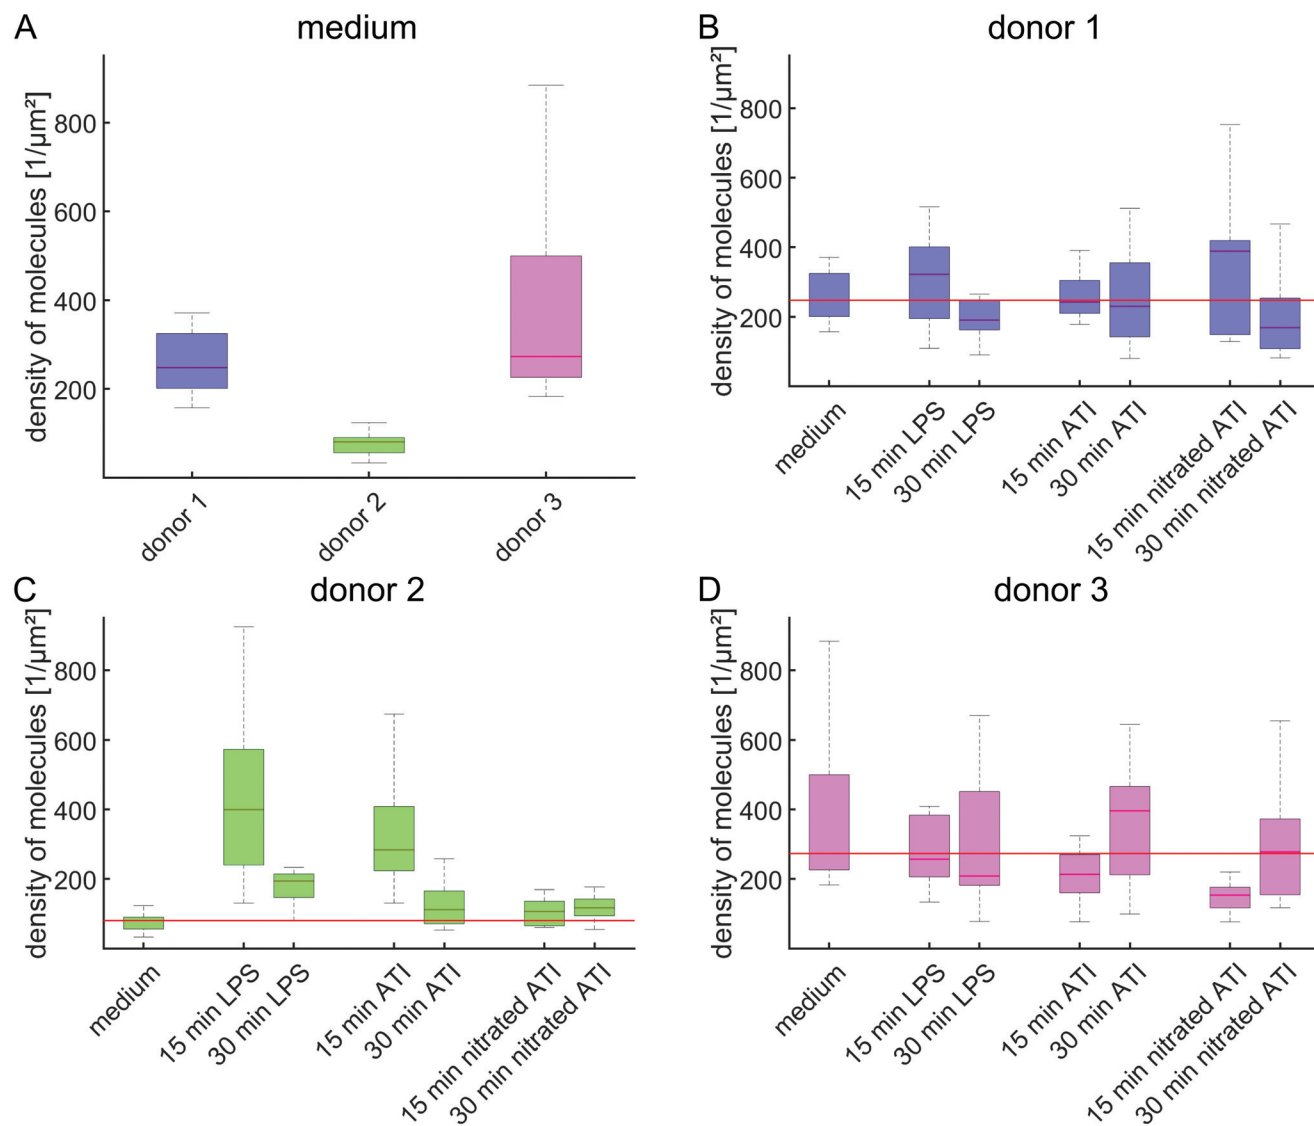 A
medium
density of molecules [1/µm²]
800
600
400
200
donor 1
donor 2
donor 3
B
donor 1
density of molecules [1/µm²]
800
600
400
200
medium
15 min LPS
30 min LPS
15 min ATI
30 min ATI
15 min nitrated ATI
30 min nitrated ATI
C
donor 2
density of molecules [1/µm²]
800
600
400
200
medium
15 min LPS
30 min LPS
15 min ATI
30 min ATI
15 min nitrated ATI
30 min nitrated ATI
D
donor 3
density of molecules [1/µm²]
800
600
400
200
medium
15 min LPS
30 min LPS
15 min ATI
30 min ATI
15 min nitrated ATI
30 min nitrated ATI